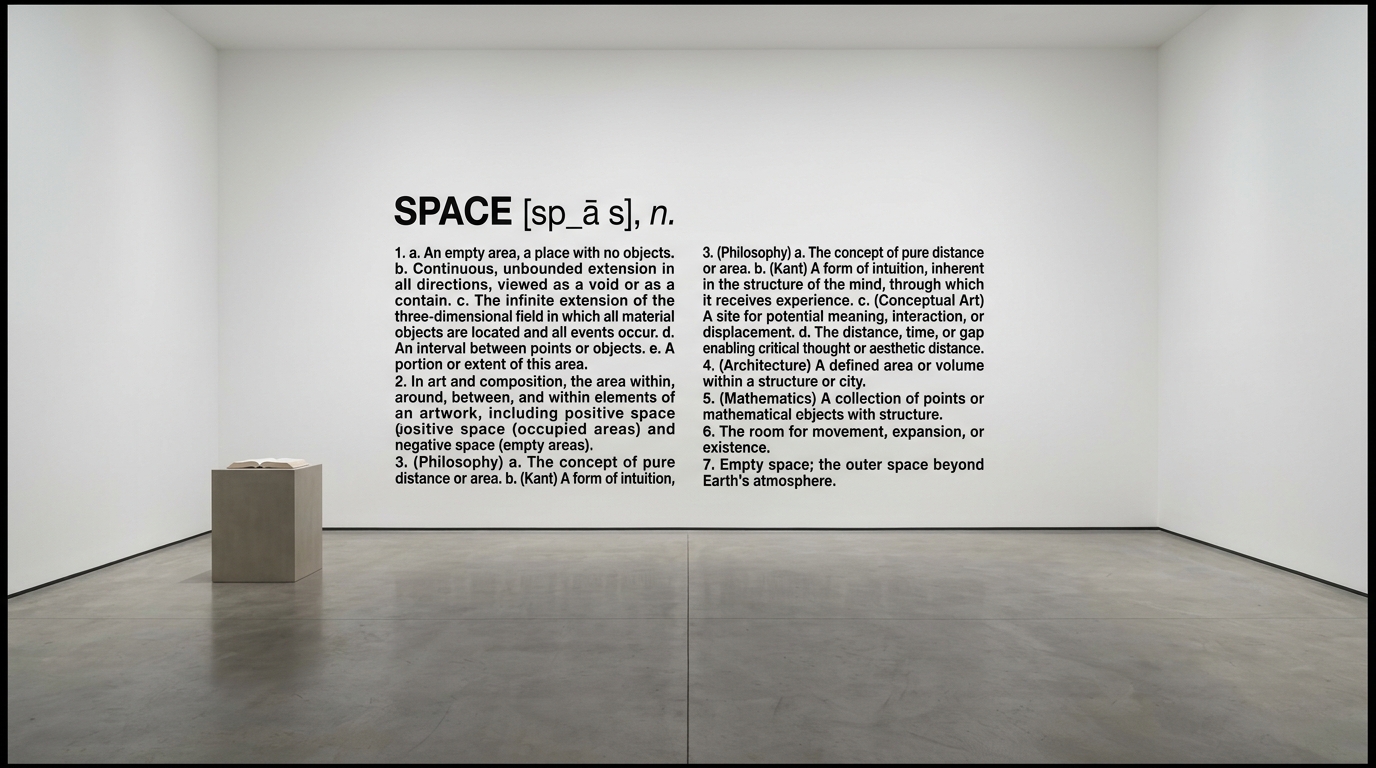 SPACE [sp_ā s], n.
1. a. An empty area, a place with no objects.
b. Continuous, unbounded extension in
all directions, viewed as a void or as a
contain. c. The infinite extension of the
three-dimensional field in which all material
objects are located and all events occur. d.
An interval between points or objects. e. A
portion or extent of this area.
2. In art and composition, the area within,
around, between, and within elements of
an artwork, including positive space
(positive space (occupied areas) and
negative space (empty areas).
3. (Philosophy) a. The concept of pure
distance or area. b. (Kant) A form of intuition,
3. (Philosophy) a. The concept of pure distance
or area. b. (Kant) A form of intuition, inherent
in the structure of the mind, through which
it receives experience. c. (Conceptual Art)
A site for potential meaning, interaction, or
displacement. d. The distance, time, or gap
enabling critical thought or aesthetic distance.
4. (Architecture) A defined area or volume
within a structure or city.
5. (Mathematics) A collection of points or
mathematical objects with structure.
6. The room for movement, expansion, or
existence.
7. Empty space; the outer space beyond
Earth's atmosphere.